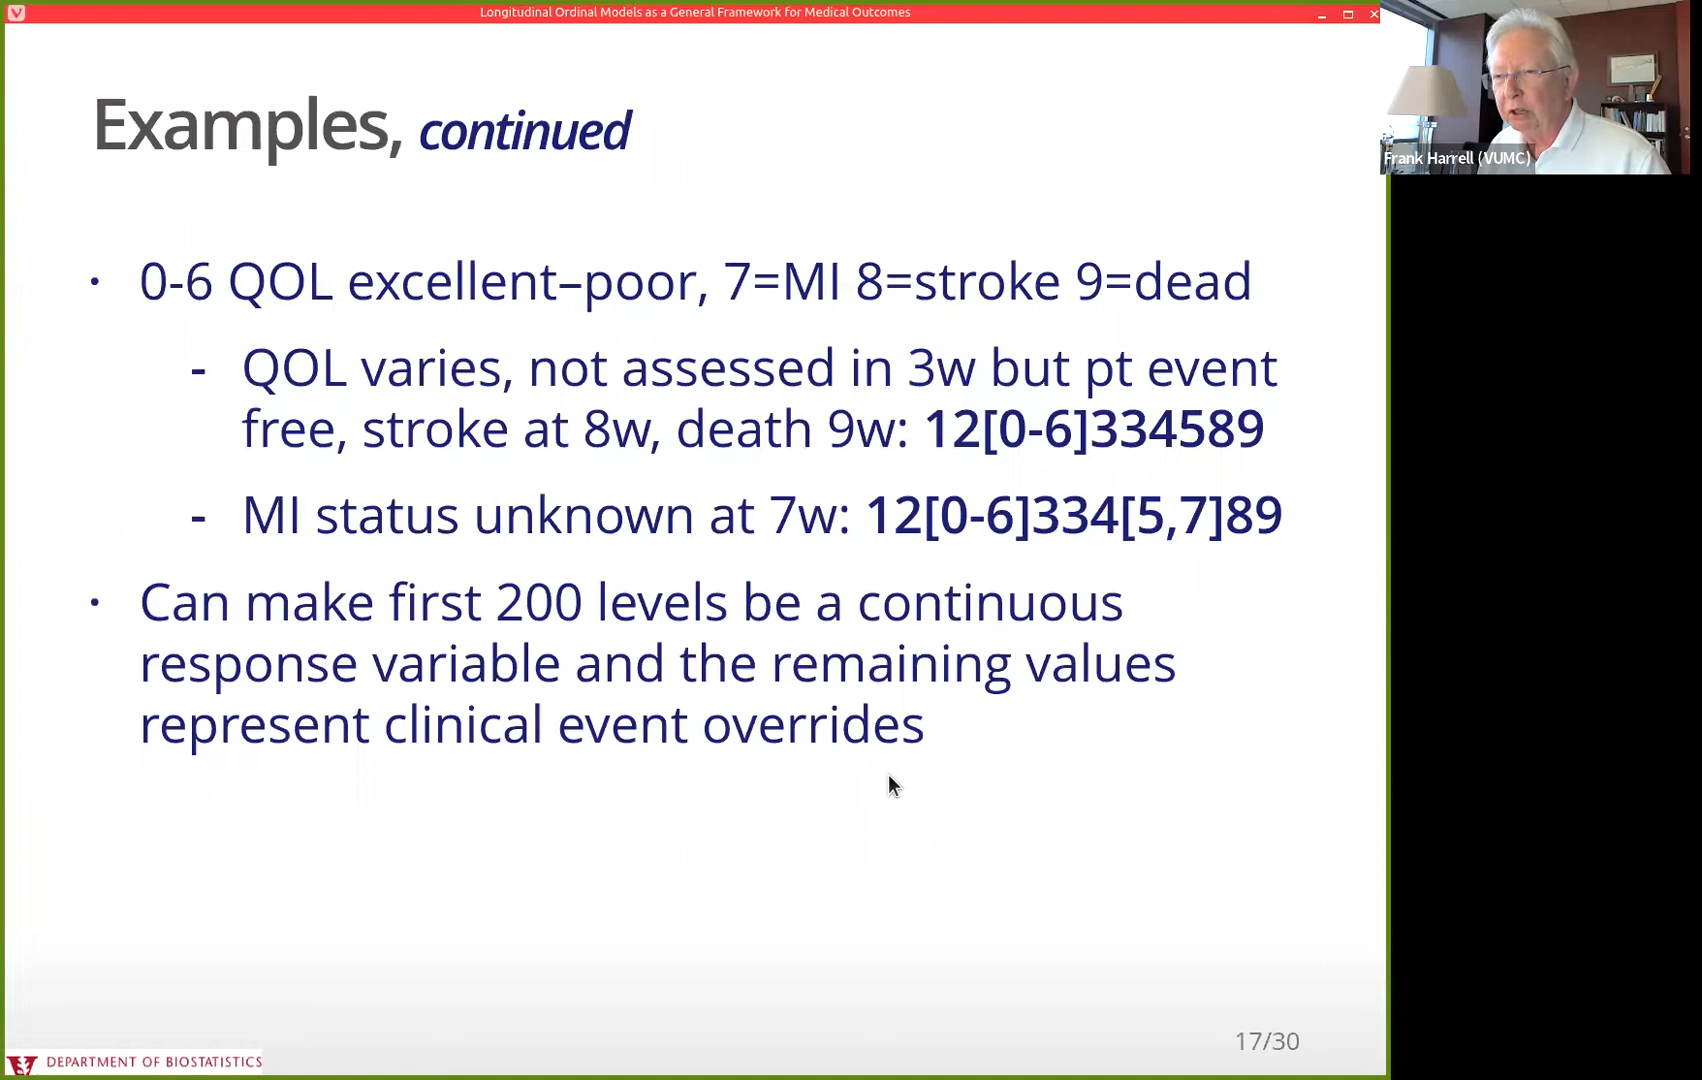 Longitudinal Ordinal Models as a General Framework for Medical Outcomes
Examples, continued
· 0-6 QOL excellent–poor, 7=MI 8=stroke 9=dead
- QOL varies, not assessed in 3w but pt event
free, stroke at 8w, death 9w: 12[0-6]334589
- MI status unknown at 7w: 12[0-6]334[5,7]89
· Can make first 200 levels be a continuous
response variable and the remaining values
represent clinical event overrides
17/30
DEPARTMENT OF BIOSTATISTICS
Frank Harrell (VUMC)